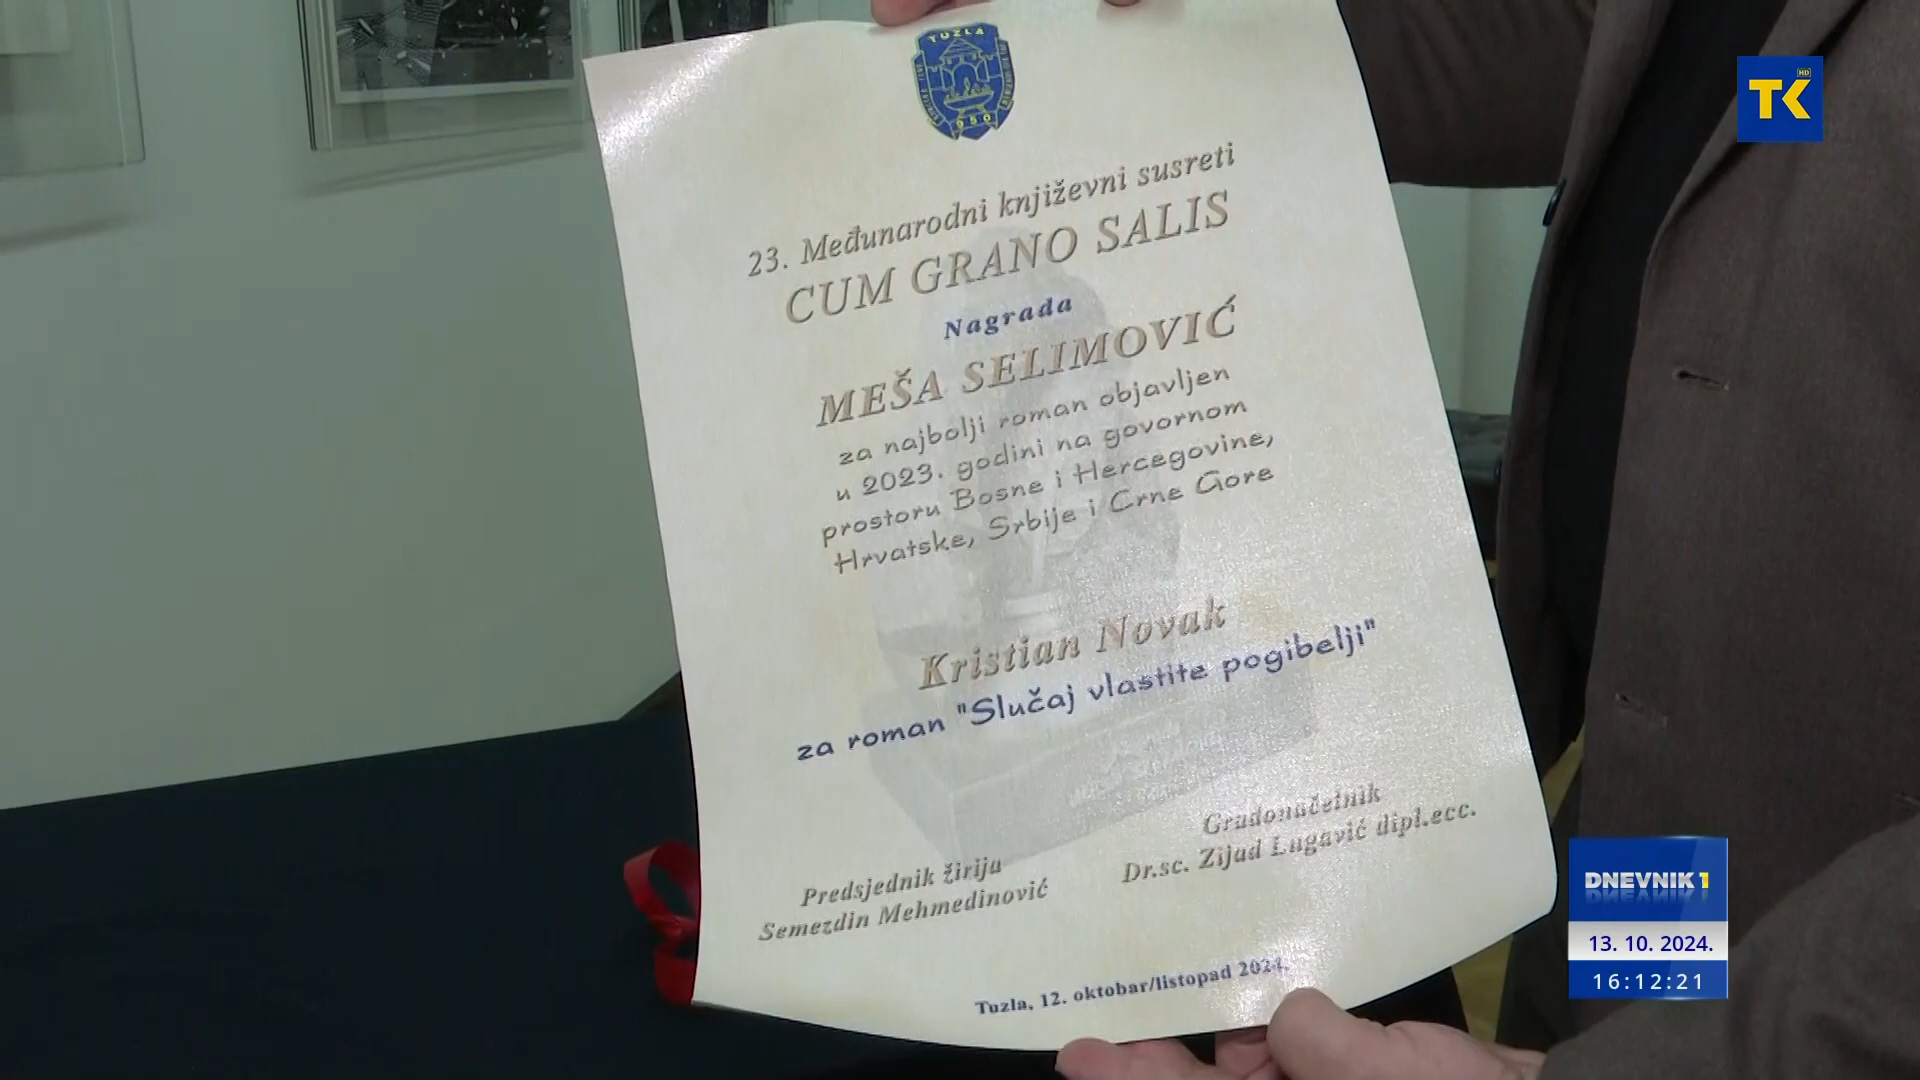 TUZLA
950
23. Međunarodni književni susreti
CUM GRANO SALIS
Nagrada
MEŠA SELIMOVIĆ
za najbolji roman objavljen
u 2023. godini na govornom
prostoru Bosne i Hercegovine,
Hrvatske, Srbije i Crne Gore
Kristian Novak
za roman "Slučaj vlastite pogibelji"
Predsjednik žirija
Semezdin Mehmedinović
Gradonačelnik
Dr.sc. Zijad Lugavić dipl.ecc.
Tuzla, 12. oktobar/listopad 2024.
TK HD
DNEVNIK 1
13. 10. 2024.
16:12:21